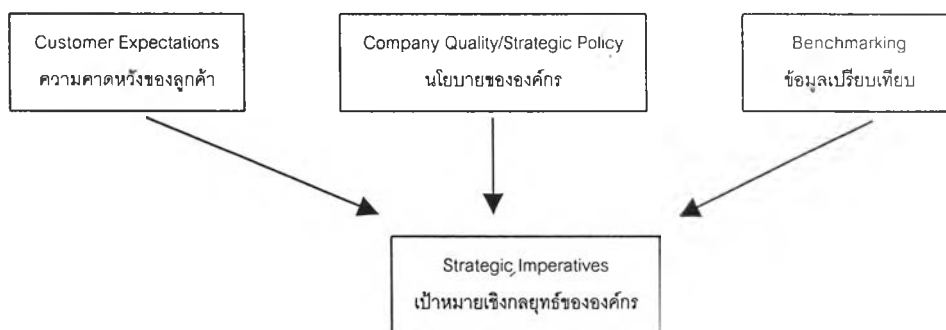 Customer Expectations
ความคาดหวังของลูกค้า
Company Quality/Strategic Policy
นโยบายขององค์กร
Benchmarking
ข้อมูลเปรียบเทียบ
Strategic Imperatives
เป้าหมายเชิงกลยุทธ์ขององค์กร